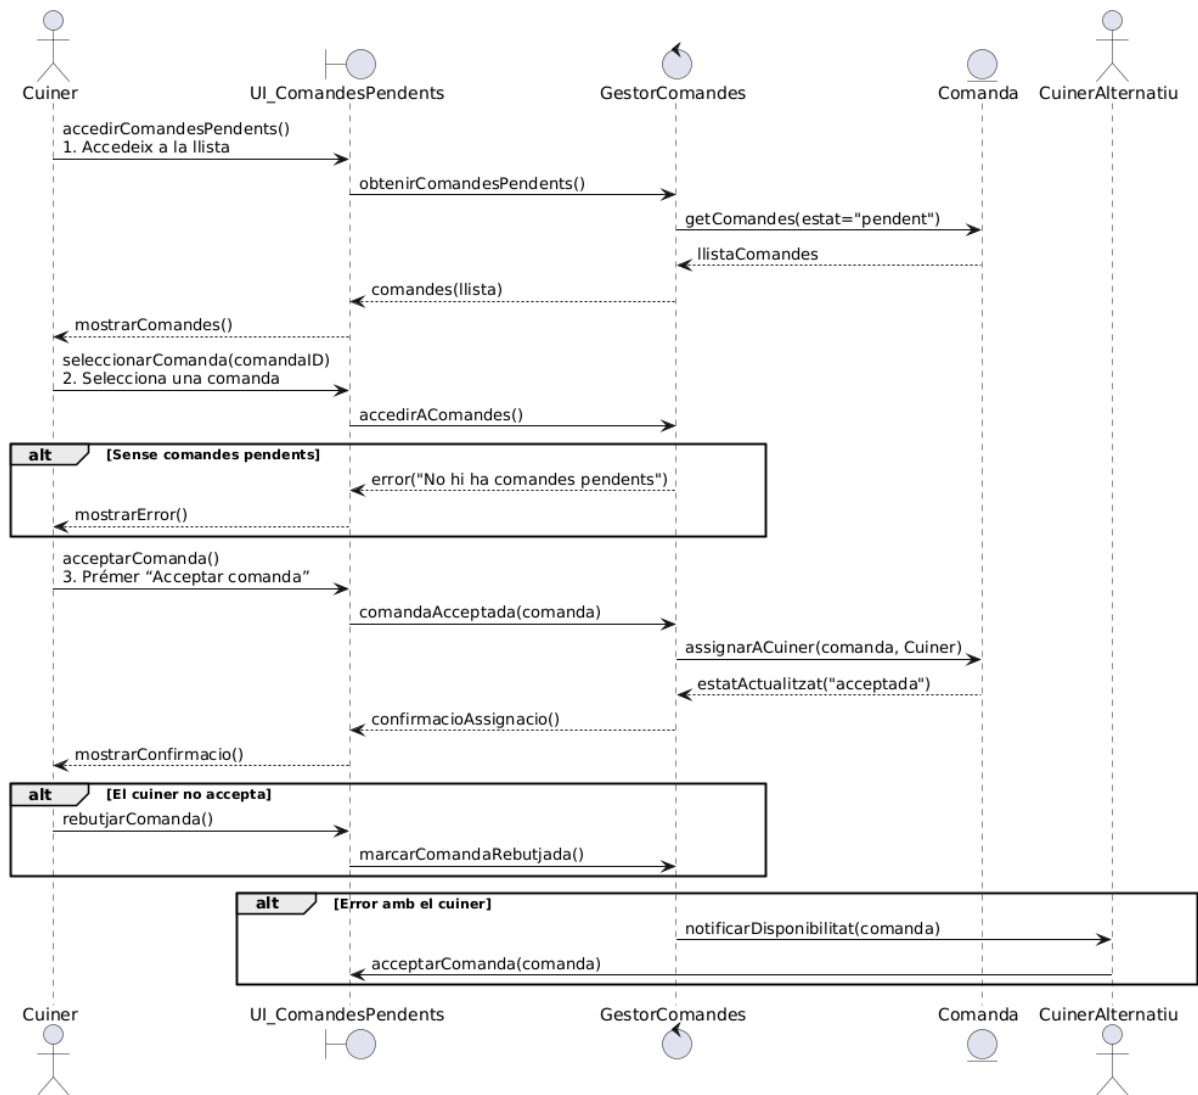 Cuiner
UI_ComandesPendents
GestorComandes
Comanda
CuinerAlternatiu
accedirComandesPendents()
1. Accedeix a la llista
obtenirComandesPendents()
getComandes(estat="pendent")
llistaComandes
comandes(llista)
mostrarComandes()
seleccionarComanda(comandaID)
2. Selecciona una comanda
accedirAComandes()
alt [Sense comandes pendents]
error("No hi ha comandes pendents")
mostrarError()
acceptarComanda()
3. Prémer “Acceptar comanda”
comandaAcceptada(comanda)
assignarACuiner(comanda, Cuiner)
estatActualitzat("acceptada")
confirmacioAssignacio()
mostrarConfirmacio()
alt [El cuiner no accepta]
rebutjarComanda()
marcarComandaRebutjada()
alt [Error amb el cuiner]
notificarDisponibilitat(comanda)
acceptarComanda(comanda)
Cuiner
UI_ComandesPendents
GestorComandes
Comanda
CuinerAlternatiu